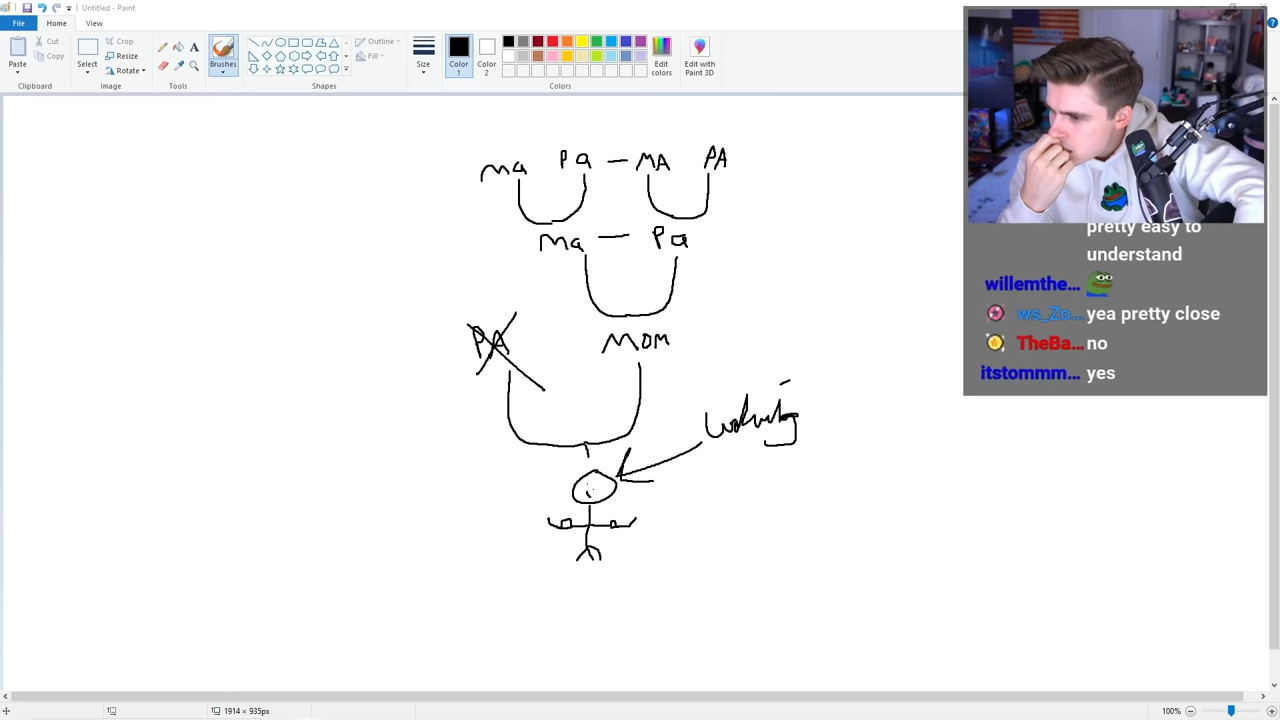 Untitled - Paint
File Home View
Paste
Cut
Copy
Clipboard
Select
Crop
Resize
Rotate
Image
A
Tools
Brushes
Outline
Fill
Shapes
Size
Color 1
Color 2
Edit colors
Edit with Paint 3D
Colors
ma Pa — MA PA
Ma — Pa
PA MOM
pretty easy to
understand
willemthe...
ws_Zo... yea pretty close
TheBa... no
itstommm... yes
1914 × 935px
100%